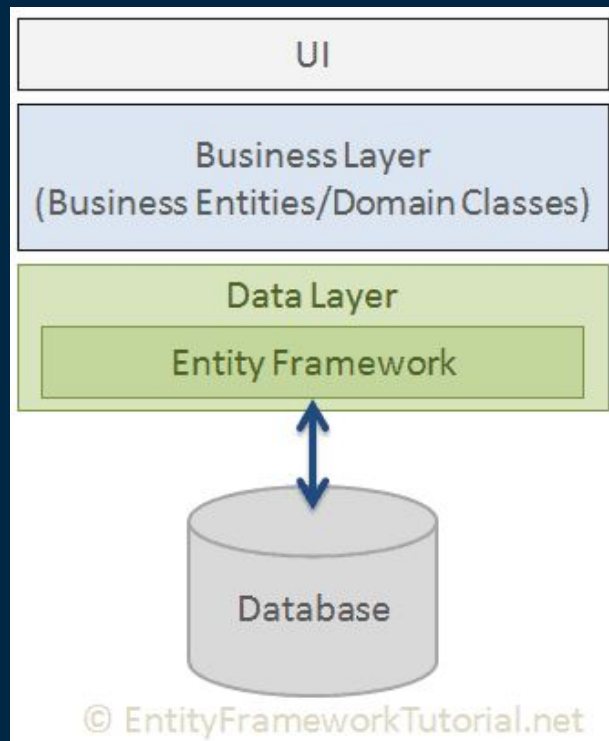 UI
Business Layer
(Business Entities/Domain Classes)
Data Layer
Entity Framework
Database
© EntityFrameworkTutorial.net